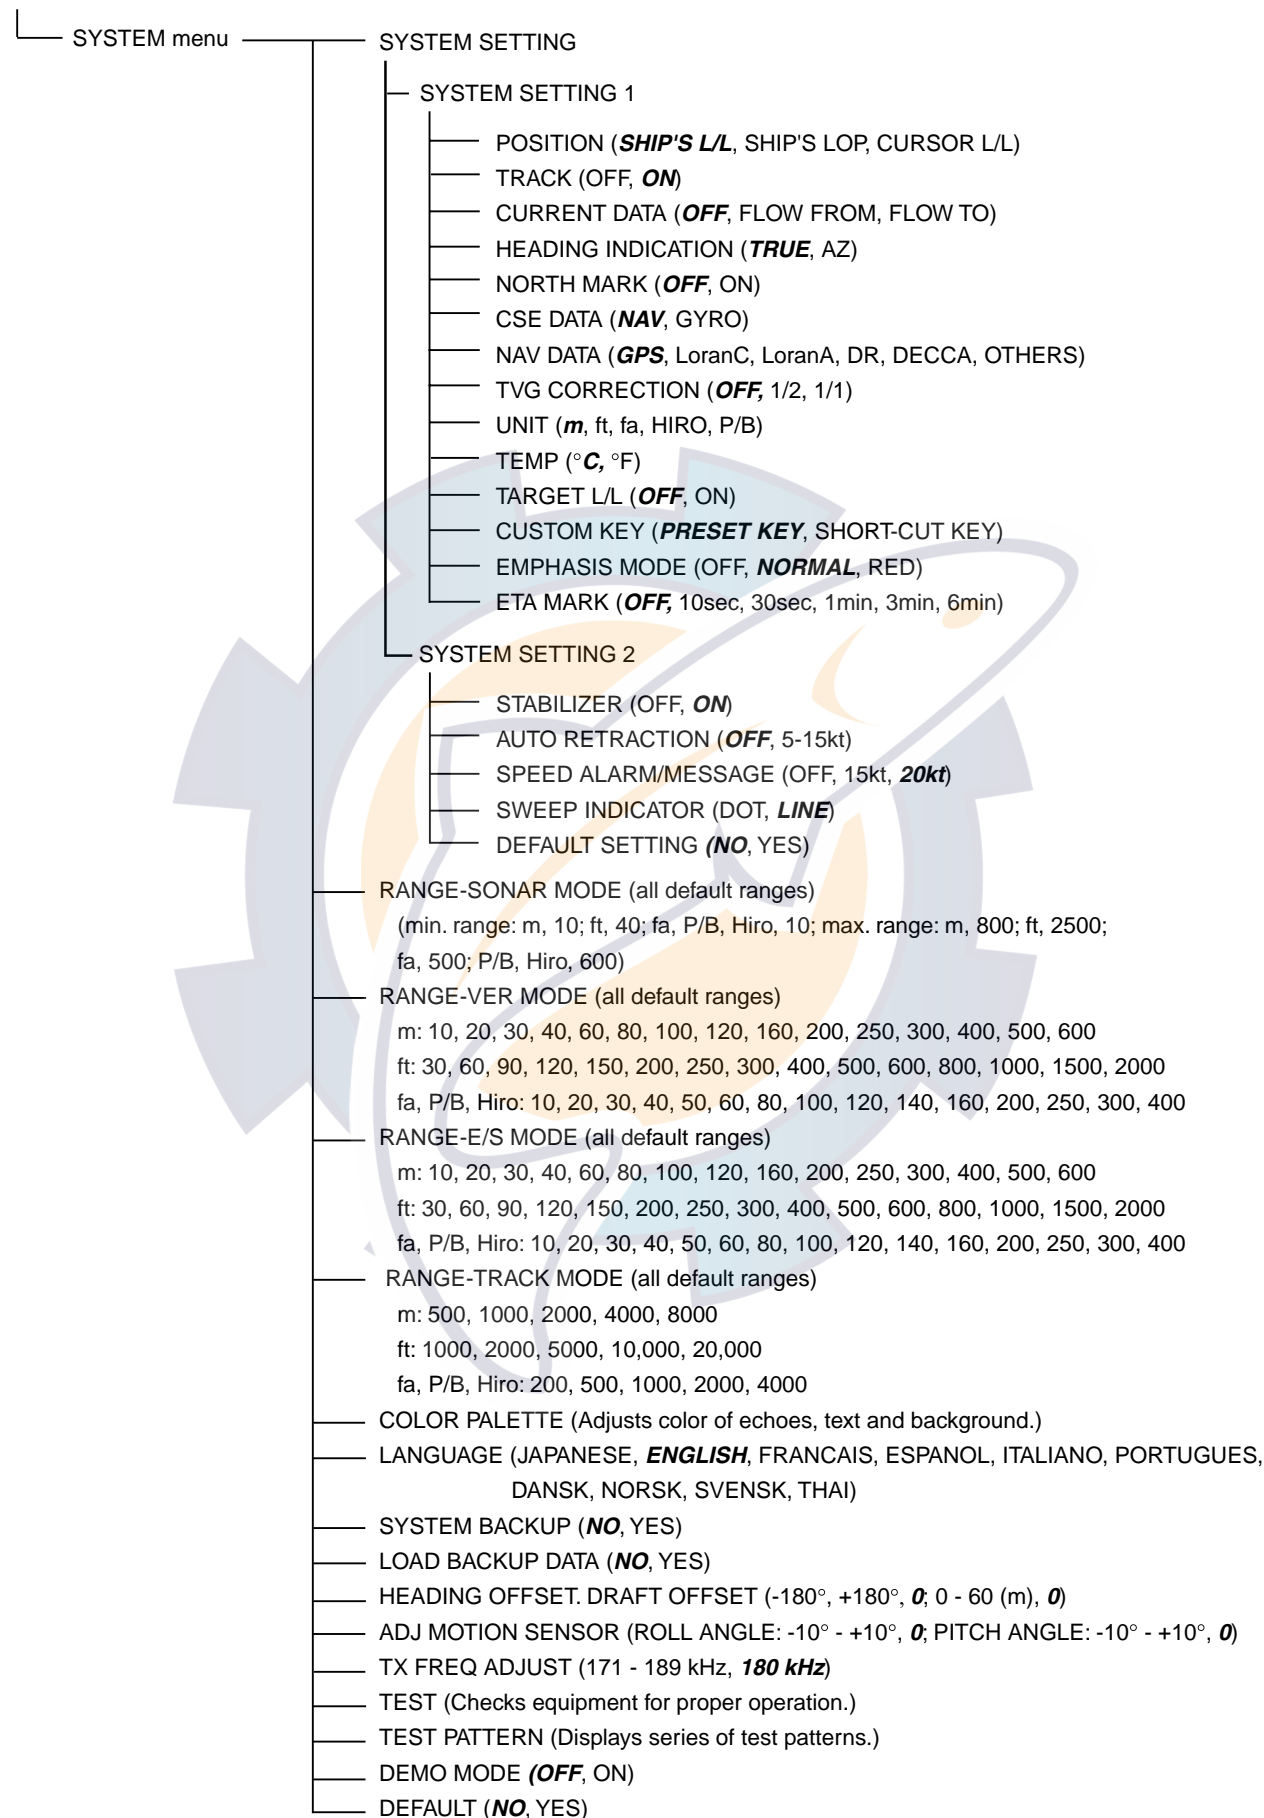 SYSTEM menu
SYSTEM SETTING
SYSTEM SETTING 1
POSITION (SHIP'S L/L, SHIP'S LOP, CURSOR L/L)
TRACK (OFF, ON)
CURRENT DATA (OFF, FLOW FROM, FLOW TO)
HEADING INDICATION (TRUE, AZ)
NORTH MARK (OFF, ON)
CSE DATA (NAV, GYRO)
NAV DATA (GPS, LoranC, LoranA, DR, DECCA, OTHERS)
TVG CORRECTION (OFF, 1/2, 1/1)
UNIT (m, ft, fa, HIRO, P/B)
TEMP (°C, °F)
TARGET L/L (OFF, ON)
CUSTOM KEY (PRESET KEY, SHORT-CUT KEY)
EMPHASIS MODE (OFF, NORMAL, RED)
ETA MARK (OFF, 10sec, 30sec, 1min, 3min, 6min)
SYSTEM SETTING 2
STABILIZER (OFF, ON)
AUTO RETRACTION (OFF, 5-15kt)
SPEED ALARM/MESSAGE (OFF, 15kt, 20kt)
SWEEP INDICATOR (DOT, LINE)
DEFAULT SETTING (NO, YES)
RANGE-SONAR MODE (all default ranges)
(min. range: m, 10; ft, 40; fa, P/B, Hiro, 10; max. range: m, 800; ft, 2500;
fa, 500; P/B, Hiro, 600)
RANGE-VER MODE (all default ranges)
m: 10, 20, 30, 40, 60, 80, 100, 120, 160, 200, 250, 300, 400, 500, 600
ft: 30, 60, 90, 120, 150, 200, 250, 300, 400, 500, 600, 800, 1000, 1500, 2000
fa, P/B, Hiro: 10, 20, 30, 40, 50, 60, 80, 100, 120, 140, 160, 200, 250, 300, 400
RANGE-E/S MODE (all default ranges)
m: 10, 20, 30, 40, 60, 80, 100, 120, 160, 200, 250, 300, 400, 500, 600
ft: 30, 60, 90, 120, 150, 200, 250, 300, 400, 500, 600, 800, 1000, 1500, 2000
fa, P/B, Hiro: 10, 20, 30, 40, 50, 60, 80, 100, 120, 140, 160, 200, 250, 300, 400
RANGE-TRACK MODE (all default ranges)
m: 500, 1000, 2000, 4000, 8000
ft: 1000, 2000, 5000, 10,000, 20,000
fa, P/B, Hiro: 200, 500, 1000, 2000, 4000
COLOR PALETTE (Adjusts color of echoes, text and background.)
LANGUAGE (JAPANESE, ENGLISH, FRANCAIS, ESPANOL, ITALIANO, PORTUGUES,
DANSK, NORSK, SVENSK, THAI)
SYSTEM BACKUP (NO, YES)
LOAD BACKUP DATA (NO, YES)
HEADING OFFSET. DRAFT OFFSET (-180°, +180°, 0; 0 - 60 (m), 0)
ADJ MOTION SENSOR (ROLL ANGLE: -10° - +10°, 0; PITCH ANGLE: -10° - +10°, 0)
TX FREQ ADJUST (171 - 189 kHz, 180 kHz)
TEST (Checks equipment for proper operation.)
TEST PATTERN (Displays series of test patterns.)
DEMO MODE (OFF, ON)
DEFAULT (NO, YES)